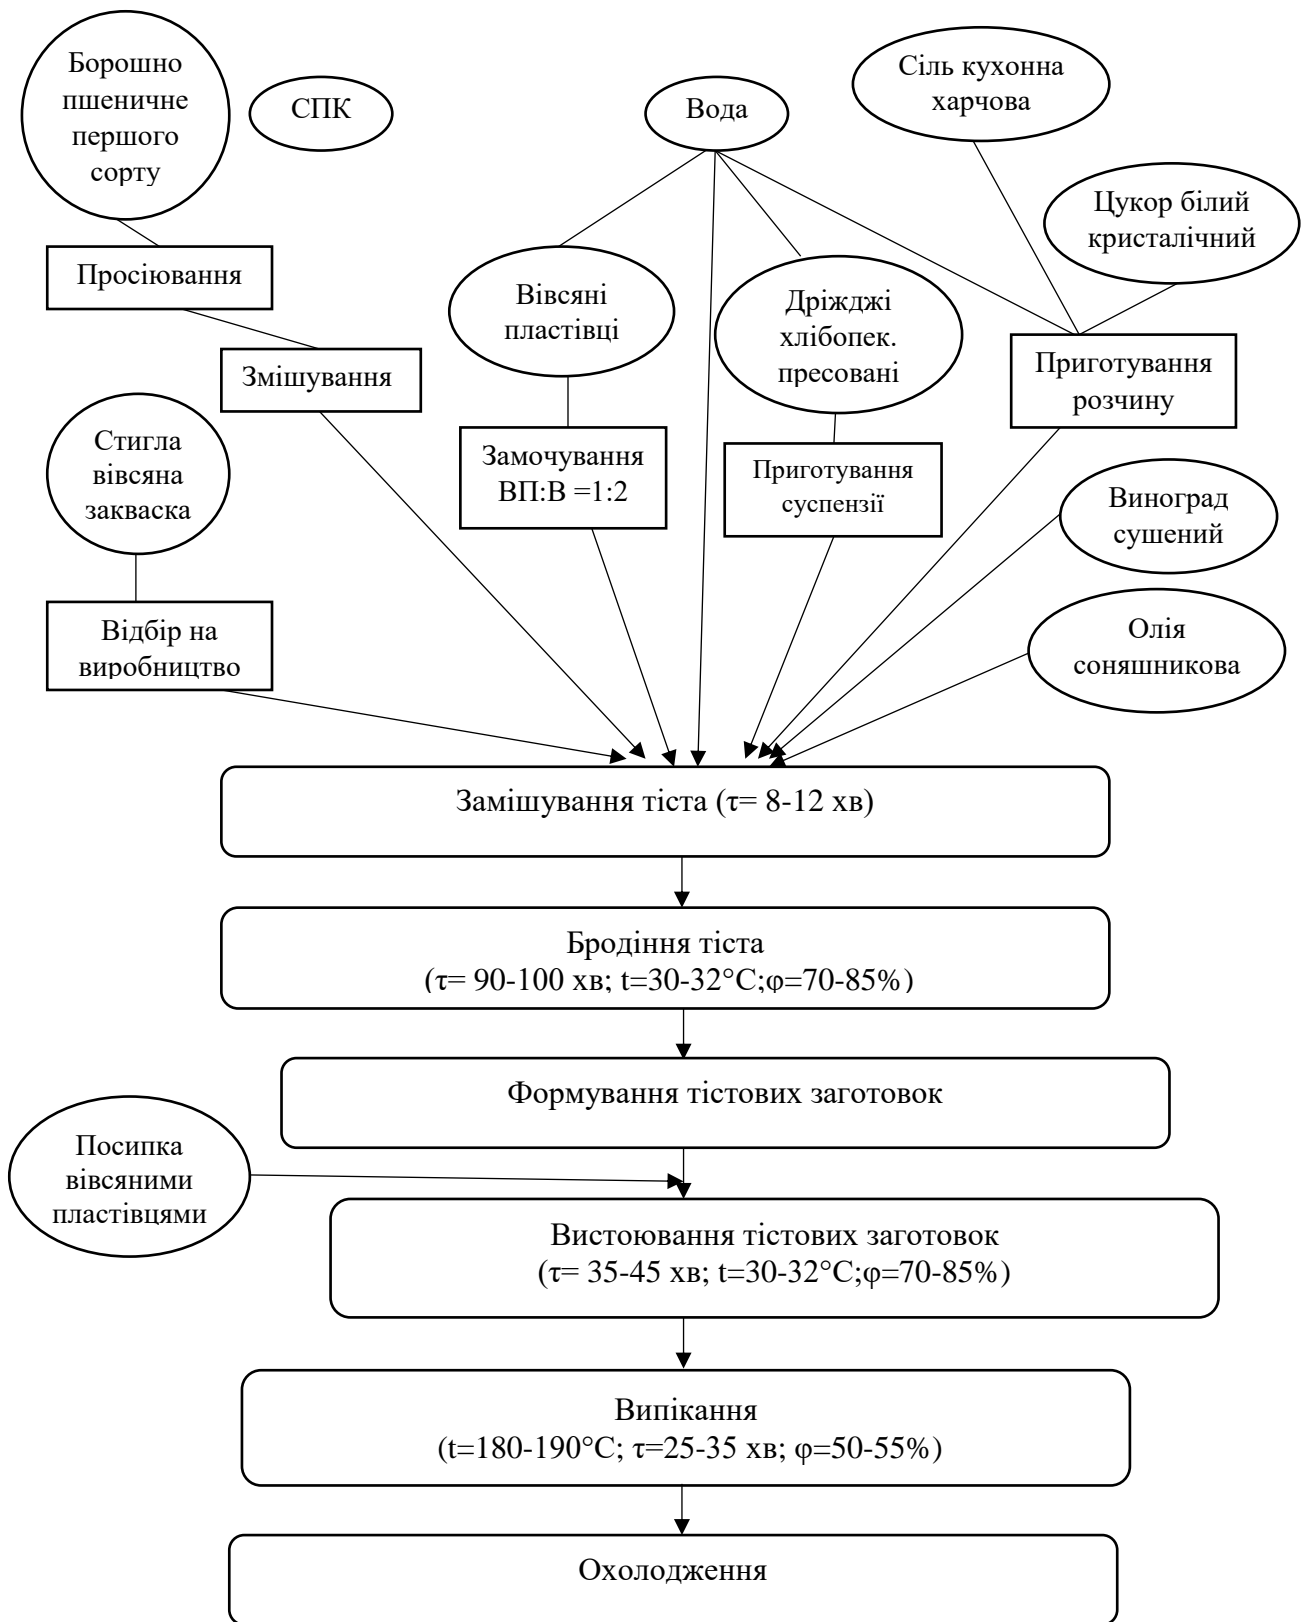 Борошно
пшеничне
першого
сорту
СПК
Вода
Сіль кухонна
харчова
Цукор білий
кристалічний
Просіювання
Вівсяні
пластівці
Дріжджі
хлібопек.
пресовані
Змішування
Приготування
розчину
Стигла
вівсяна
закваска
Замочування
ВП:В =1:2
Приготування
суспензії
Виноград
сушений
Відбір на
виробництво
Олія
соняшникова
Замішування тіста (τ= 8-12 хв)
Бродіння тіста
(τ= 90-100 хв; t=30-32°C;φ=70-85%)
Формування тістових заготовок
Посипка
вівсяними
пластівцями
Вистоювання тістових заготовок
(τ= 35-45 хв; t=30-32°C;φ=70-85%)
Випікання
(t=180-190°C; τ=25-35 хв; φ=50-55%)
Охолодження